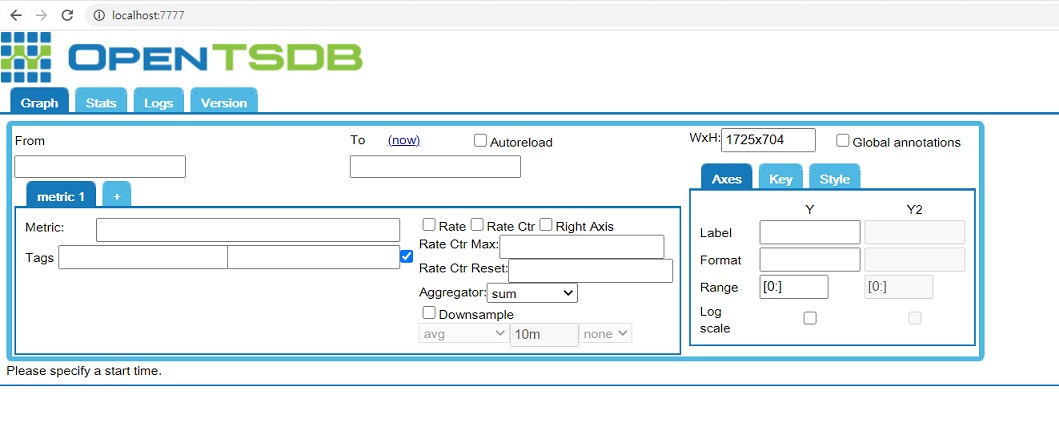 localhost:7777
OPENTSDB
Graph Stats Logs Version
From To (now) Autoreload WxH: 1725x704 Global annotations
metric 1 + Axes Key Style
Metric: Rate Rate Ctr Right Axis Y Y2
Rate Ctr Max: Label
Tags
Rate Ctr Reset: Format
Aggregator: sum Range [0:] [0:]
Downsample Log
scale
avg 10m none
Please specify a start time.